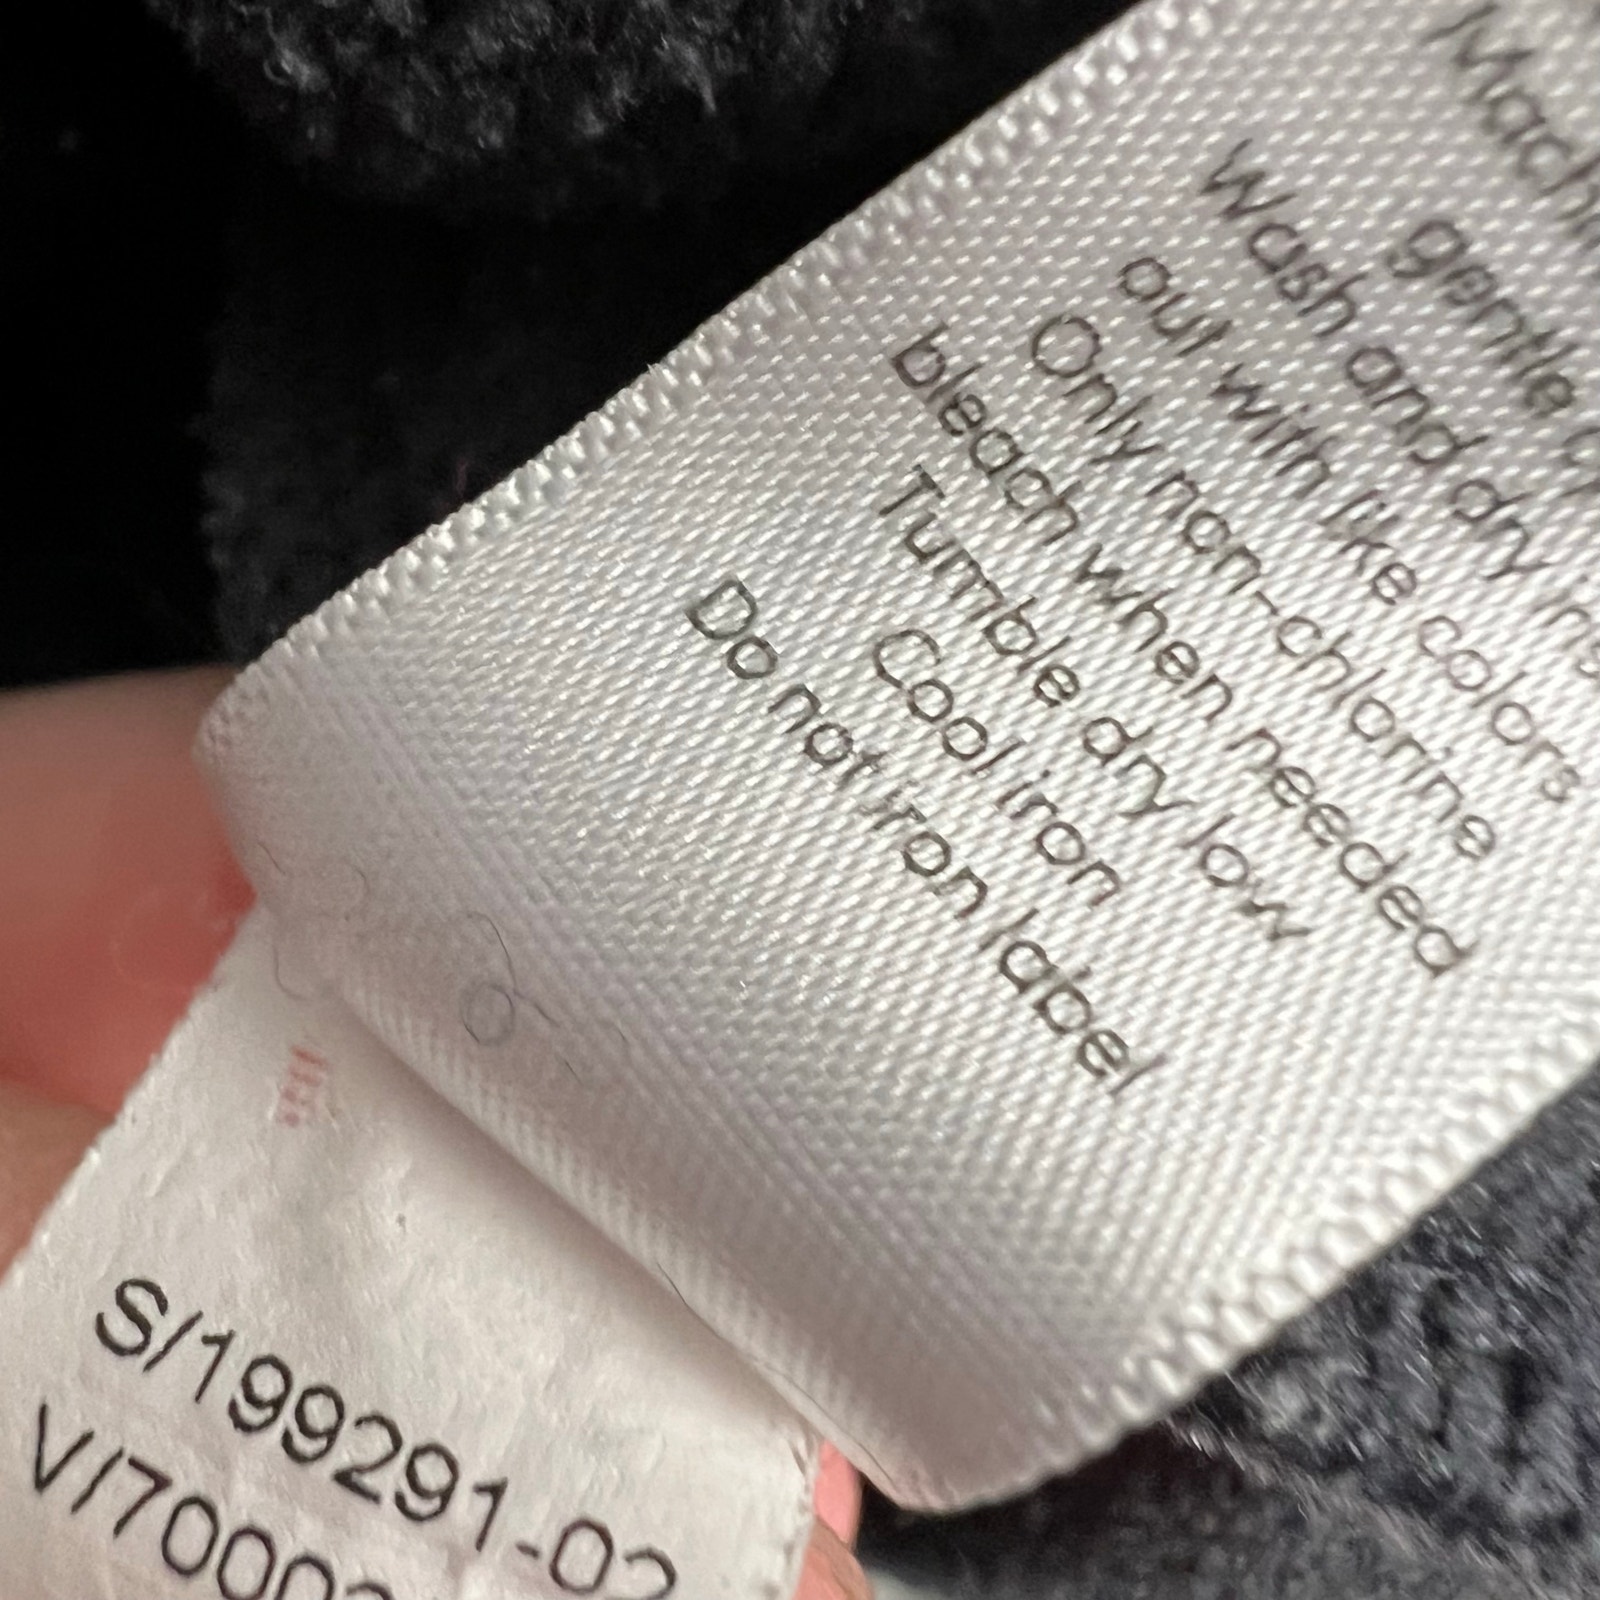 gentle
Wash and dry
out with like colors
Only non-chlorine
bleach when needed
Tumble dry low
Cool iron
Do not iron label
S/199291-02